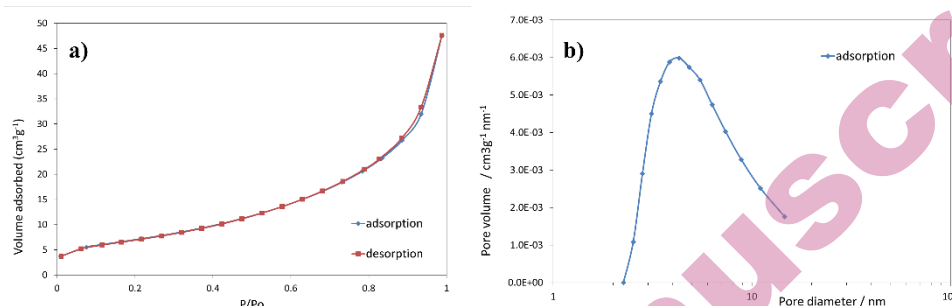 a)
50
45
40
35
30
25
20
15
10
5
0
Volume adsorbed (cm³g⁻¹)
adsorption
desorption
0 0.2 0.4 0.6 0.8 1
P/Po
b)
7.0E-03
6.0E-03
5.0E-03
4.0E-03
3.0E-03
2.0E-03
1.0E-03
0.0E+00
Pore volume / cm3g⁻¹ nm⁻¹
adsorption
1 10
Pore diameter / nm
uscr